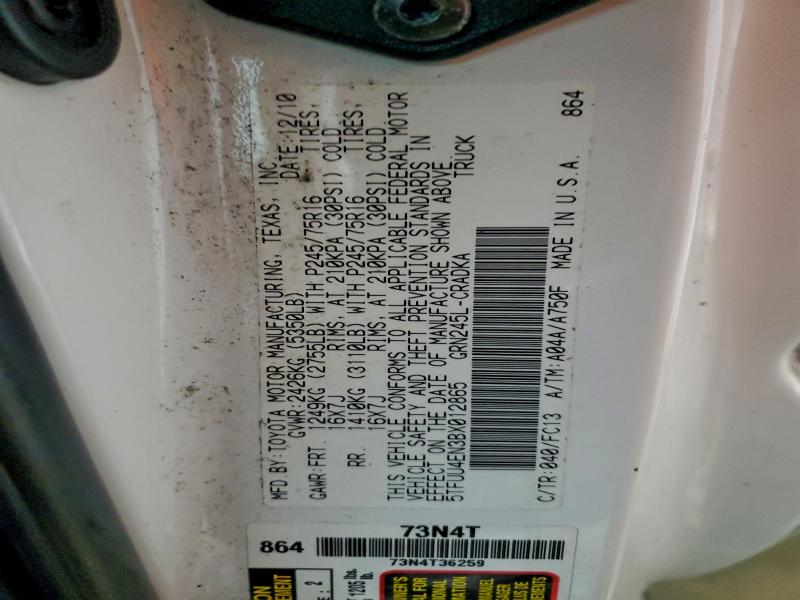 MFD.BY:TOYOTA MOTOR MANUFACTURING, TEXAS, INC. DATE:12/10
GVWR:2426KG (5350LB)
GAWR:FRT. 1249KG (2755LB) WITH P245/75R16 TIRES,
16X7J RIMS, AT 210KPA (30PSI) COLD
RR. 1410KG (3110LB) WITH P245/75R16 TIRES,
16X7J RIMS, AT 210KPA (30PSI) COLD
THIS VEHICLE CONFORMS TO ALL APPLICABLE FEDERAL MOTOR
VEHICLE SAFETY AND THEFT PREVENTION STANDARDS IN
EFFECT ON THE DATE OF MANUFACTURE SHOWN ABOVE.
5TFUU4EN3BX012865 GRN245L-CRADKA TRUCK
C/TR:040/FC13 A/TM:A04A/A750F MADE IN U.S.A. 864
73N4T
864
73N4T36259
: 2
1205 lbs.
lb.